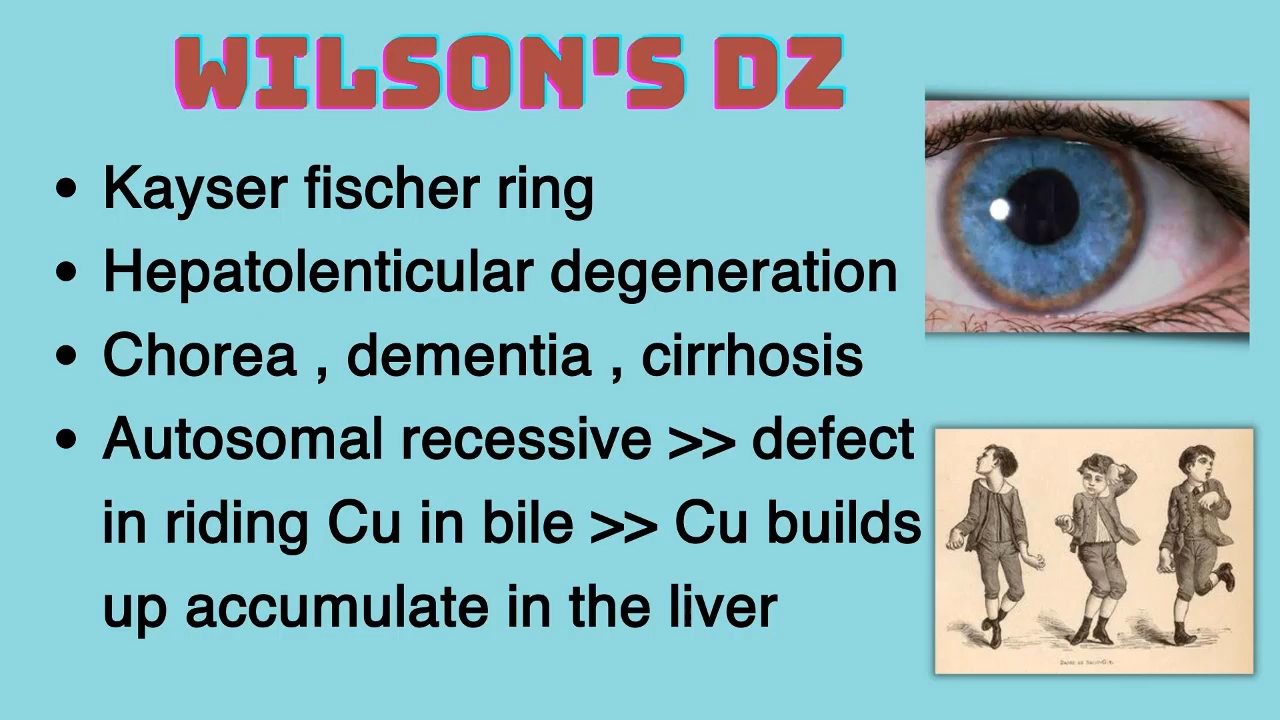 WILSON'S DZ
• Kayser fischer ring
• Hepatolenticular degeneration
• Chorea , dementia , cirrhosis
• Autosomal recessive >> defect
in riding Cu in bile >> Cu builds
up accumulate in the liver